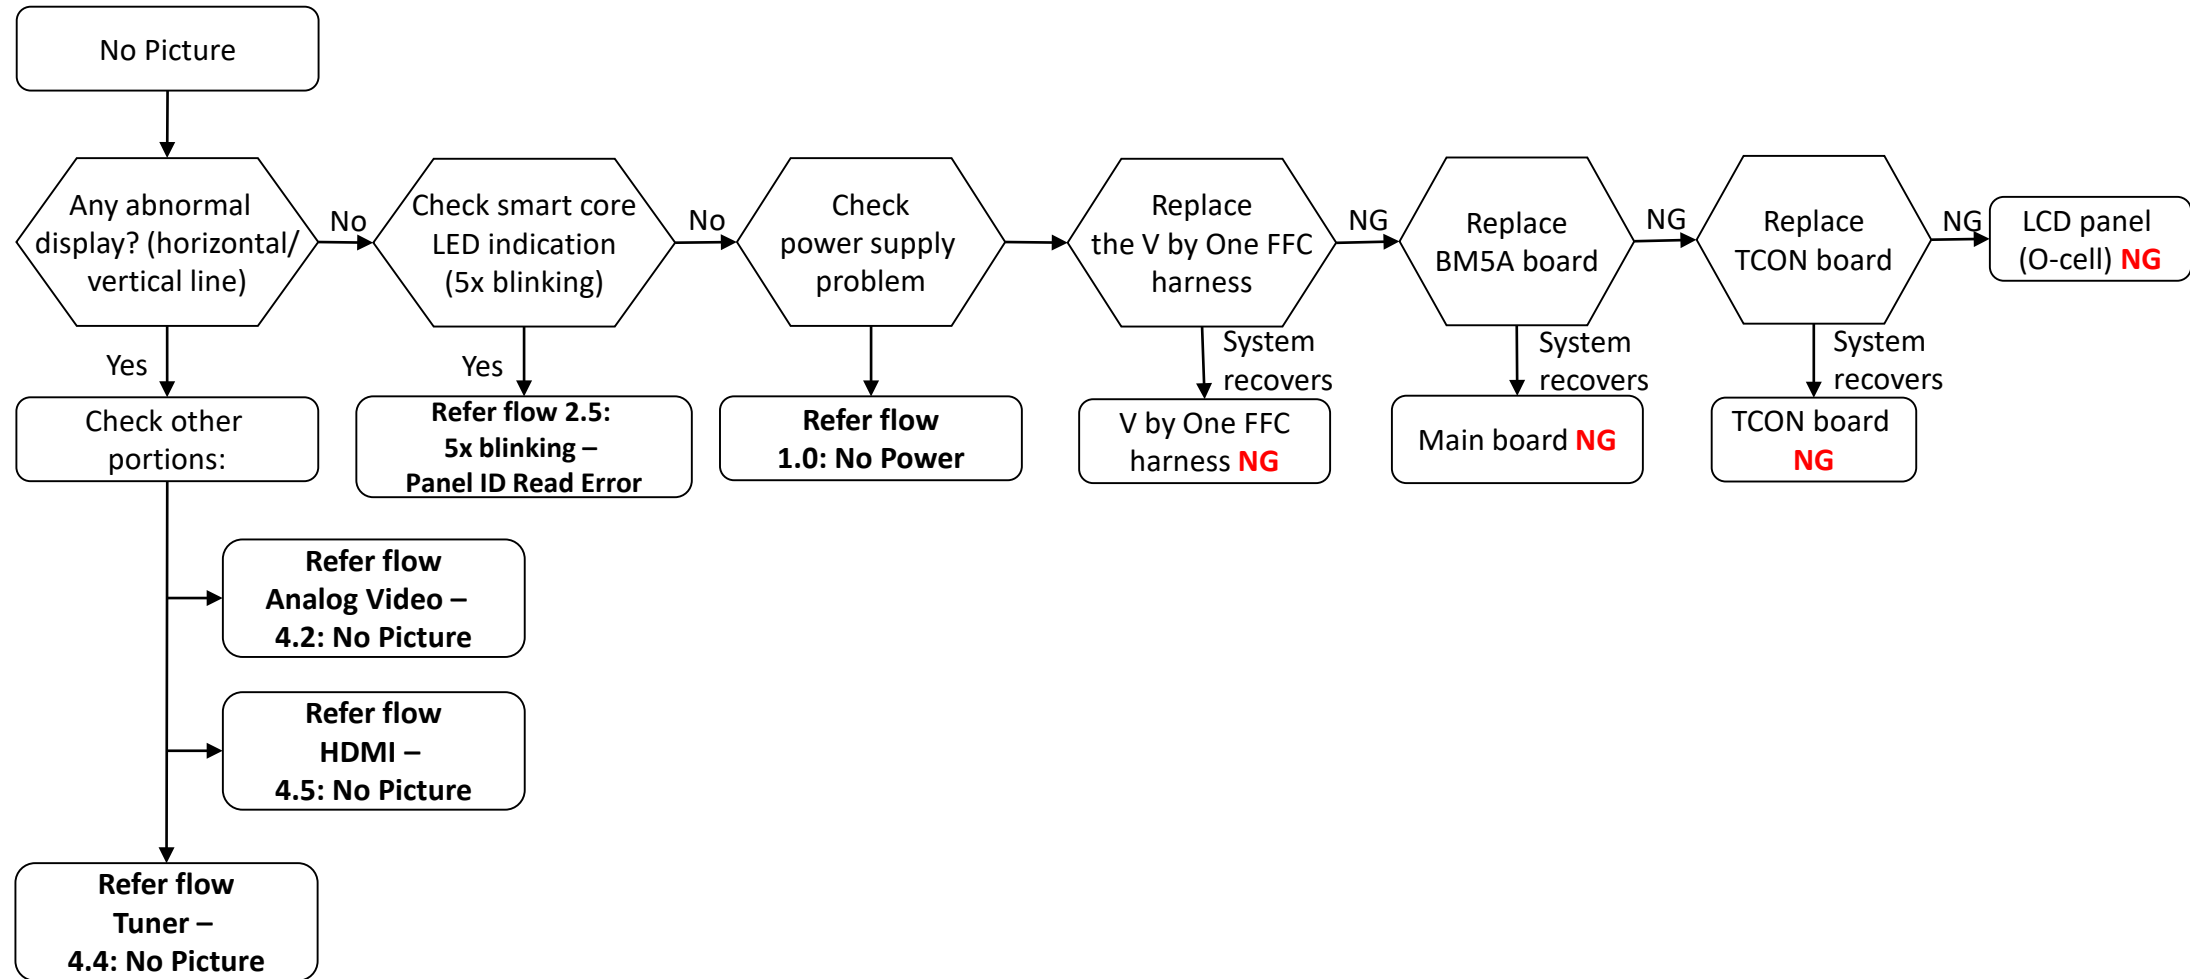 No Picture
Any abnormal
display? (horizontal/
vertical line)
No
Check smart core
LED indication
(5x blinking)
No
Check
power supply
problem
Replace
the V by One FFC
harness
NG
Replace
BM5A board
NG
Replace
TCON board
NG
LCD panel
(O-cell) NG
Yes
Yes
System
recovers
System
recovers
System
recovers
Check other
portions:
Refer flow 2.5:
5x blinking –
Panel ID Read Error
Refer flow
1.0: No Power
V by One FFC
harness NG
Main board NG
TCON board
NG
Refer flow
Analog Video –
4.2: No Picture
Refer flow
HDMI –
4.5: No Picture
Refer flow
Tuner –
4.4: No Picture